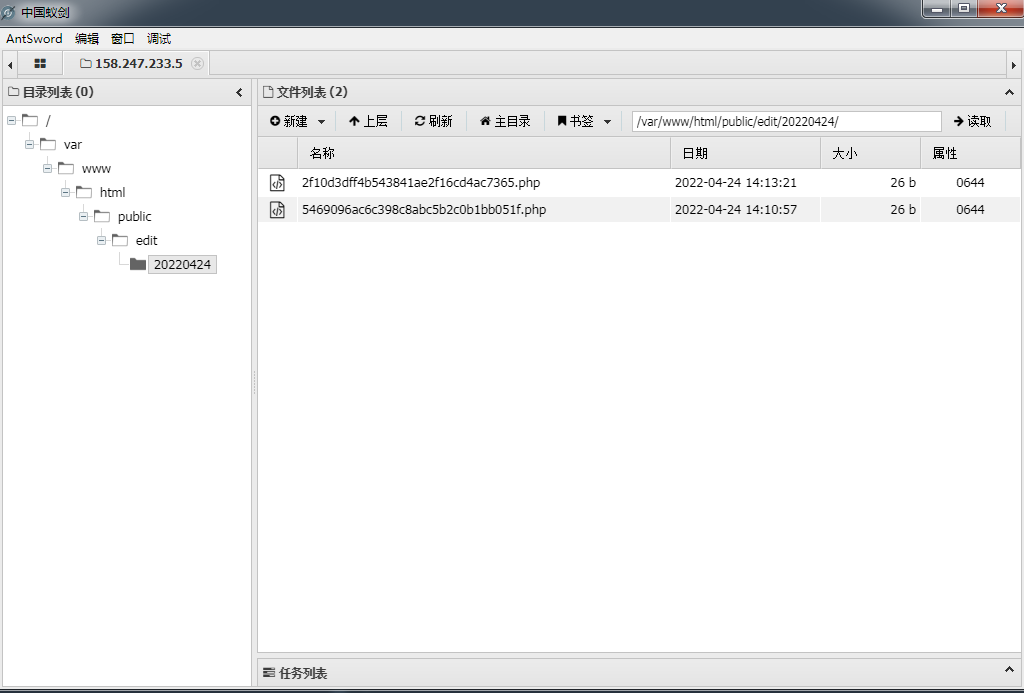 中国蚁剑
AntSword 编辑 窗口 调试
158.247.233.5
目录列表 (0)
/
var
www
html
public
edit
20220424
文件列表 (2)
新建 上层 刷新 主目录 书签 /var/www/html/public/edit/20220424/ 读取
名称 日期 大小 属性
2f10d3dff4b543841ae2f16cd4ac7365.php 2022-04-24 14:13:21 26 b 0644
5469096ac6c398c8abc5b2c0b1bb051f.php 2022-04-24 14:10:57 26 b 0644
任务列表